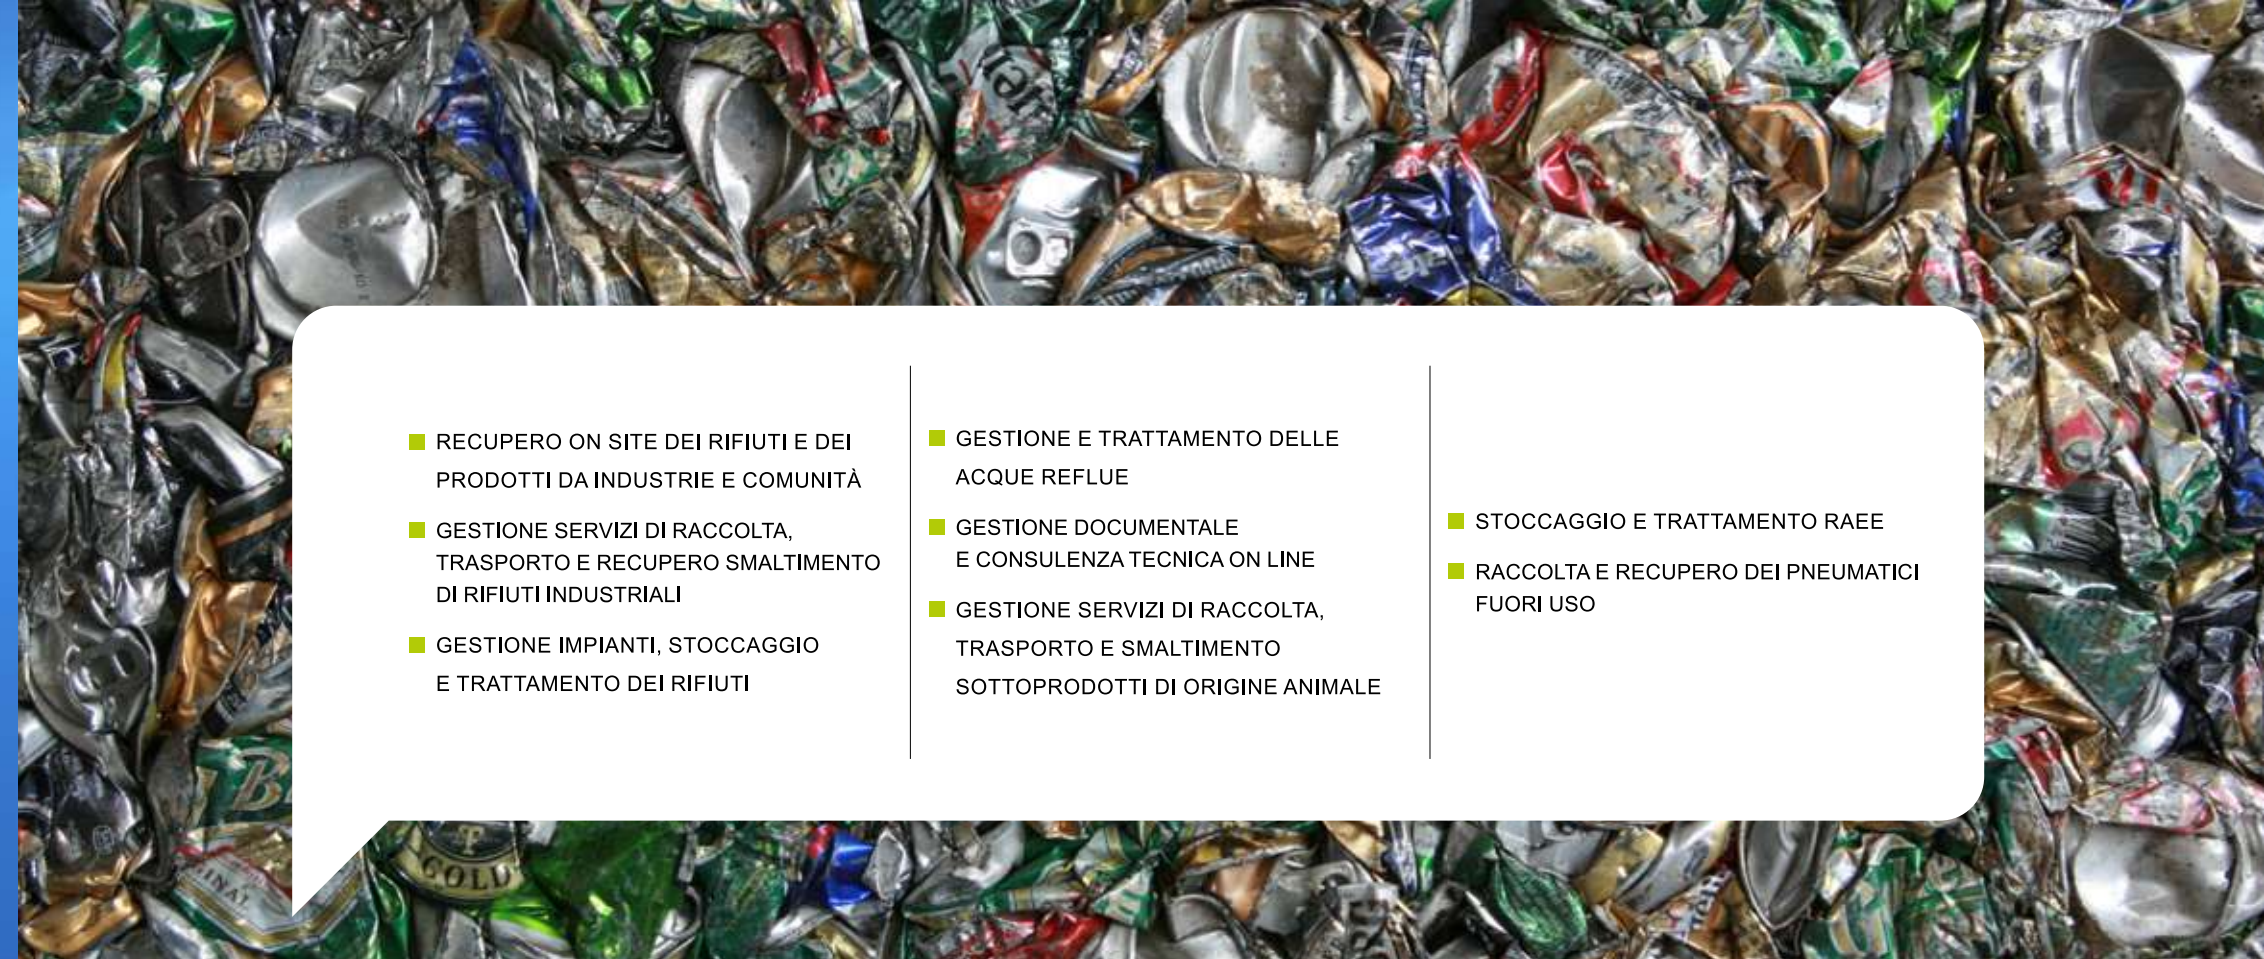 RECUPERO ON SITE DEI RIFIUTI E DEI
PRODOTTI DA INDUSTRIE E COMUNITÀ
GESTIONE SERVIZI DI RACCOLTA,
TRASPORTO E RECUPERO SMALTIMENTO
DI RIFIUTI INDUSTRIALI
GESTIONE IMPIANTI, STOCCAGGIO
E TRATTAMENTO DEI RIFIUTI
GESTIONE E TRATTAMENTO DELLE
ACQUE REFLUE
GESTIONE DOCUMENTALE
E CONSULENZA TECNICA ON LINE
GESTIONE SERVIZI DI RACCOLTA,
TRASPORTO E SMALTIMENTO
SOTTOPRODOTTI DI ORIGINE ANIMALE
STOCCAGGIO E TRATTAMENTO RAEE
RACCOLTA E RECUPERO DEI PNEUMATICI
FUORI USO
GOLD